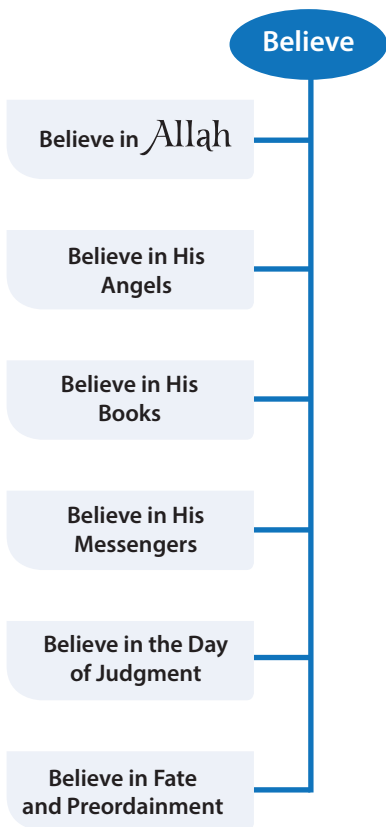 Believe
Believe in Allah
Believe in His
Angels
Believe in His
Books
Believe in His
Messengers
Believe in the Day
of Judgment
Believe in Fate
and Preordainment